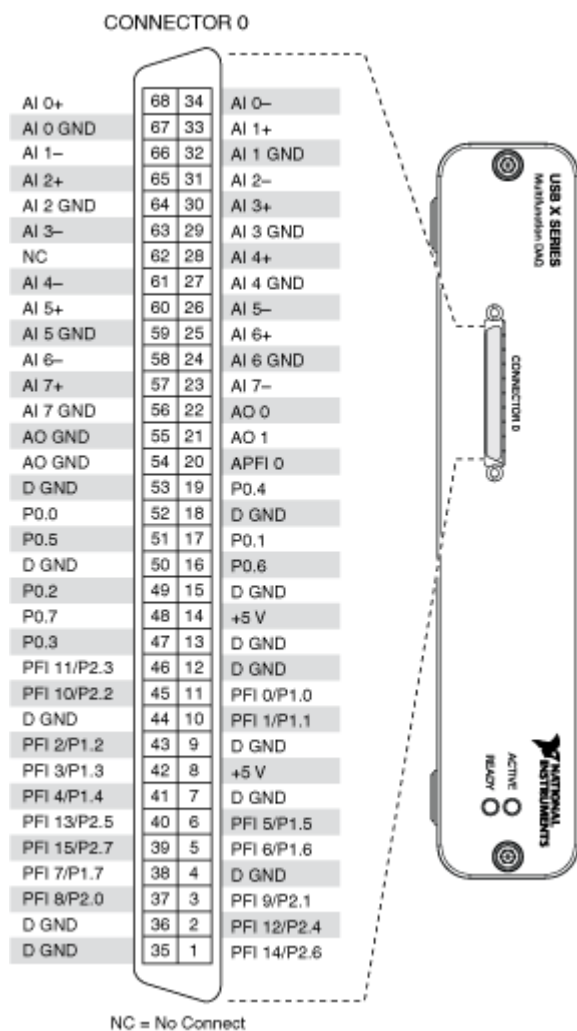 CONNECTOR 0
AI 0+ 68 34 AI 0–
AI 0 GND 67 33 AI 1+
AI 1– 66 32 AI 1 GND
AI 2+ 65 31 AI 2–
AI 2 GND 64 30 AI 3+
AI 3– 63 29 AI 3 GND
NC 62 28 AI 4+
AI 4– 61 27 AI 4 GND
AI 5+ 60 26 AI 5–
AI 5 GND 59 25 AI 6+
AI 6– 58 24 AI 6 GND
AI 7+ 57 23 AI 7–
AI 7 GND 56 22 AO 0
AO GND 55 21 AO 1
AO GND 54 20 APFI 0
D GND 53 19 P0.4
P0.0 52 18 D GND
P0.5 51 17 P0.1
D GND 50 16 P0.6
P0.2 49 15 D GND
P0.7 48 14 +5 V
P0.3 47 13 D GND
PFI 11/P2.3 46 12 D GND
PFI 10/P2.2 45 11 PFI 0/P1.0
D GND 44 10 PFI 1/P1.1
PFI 2/P1.2 43 9 D GND
PFI 3/P1.3 42 8 +5 V
PFI 4/P1.4 41 7 D GND
PFI 13/P2.5 40 6 PFI 5/P1.5
PFI 15/P2.7 39 5 PFI 6/P1.6
PFI 7/P1.7 38 4 D GND
PFI 8/P2.0 37 3 PFI 9/P2.1
D GND 36 2 PFI 12/P2.4
D GND 35 1 PFI 14/P2.6
NC = No Connect
USB X SERIES
Multifunction DAQ
CONNECTOR 0
ACTIVE
READY
NATIONAL
INSTRUMENTS